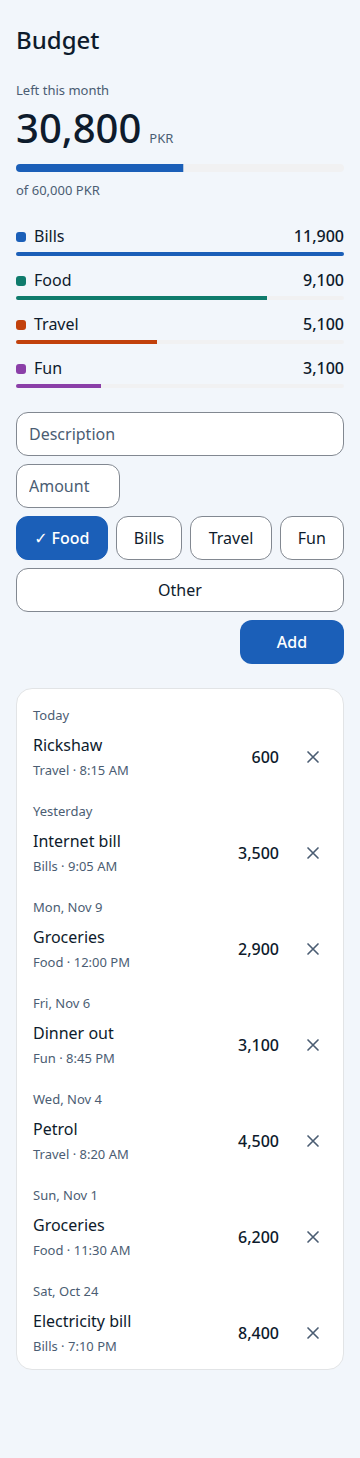 Budget
Left this month
30,800 PKR
of 60,000 PKR
Bills 11,900
Food 9,100
Travel 5,100
Fun 3,100
Description
Amount
✓ Food Bills Travel Fun
Other
Add
Today
Rickshaw 600
Travel · 8:15 AM
Yesterday
Internet bill 3,500
Bills · 9:05 AM
Mon, Nov 9
Groceries 2,900
Food · 12:00 PM
Fri, Nov 6
Dinner out 3,100
Fun · 8:45 PM
Wed, Nov 4
Petrol 4,500
Travel · 8:20 AM
Sun, Nov 1
Groceries 6,200
Food · 11:30 AM
Sat, Oct 24
Electricity bill 8,400
Bills · 7:10 PM